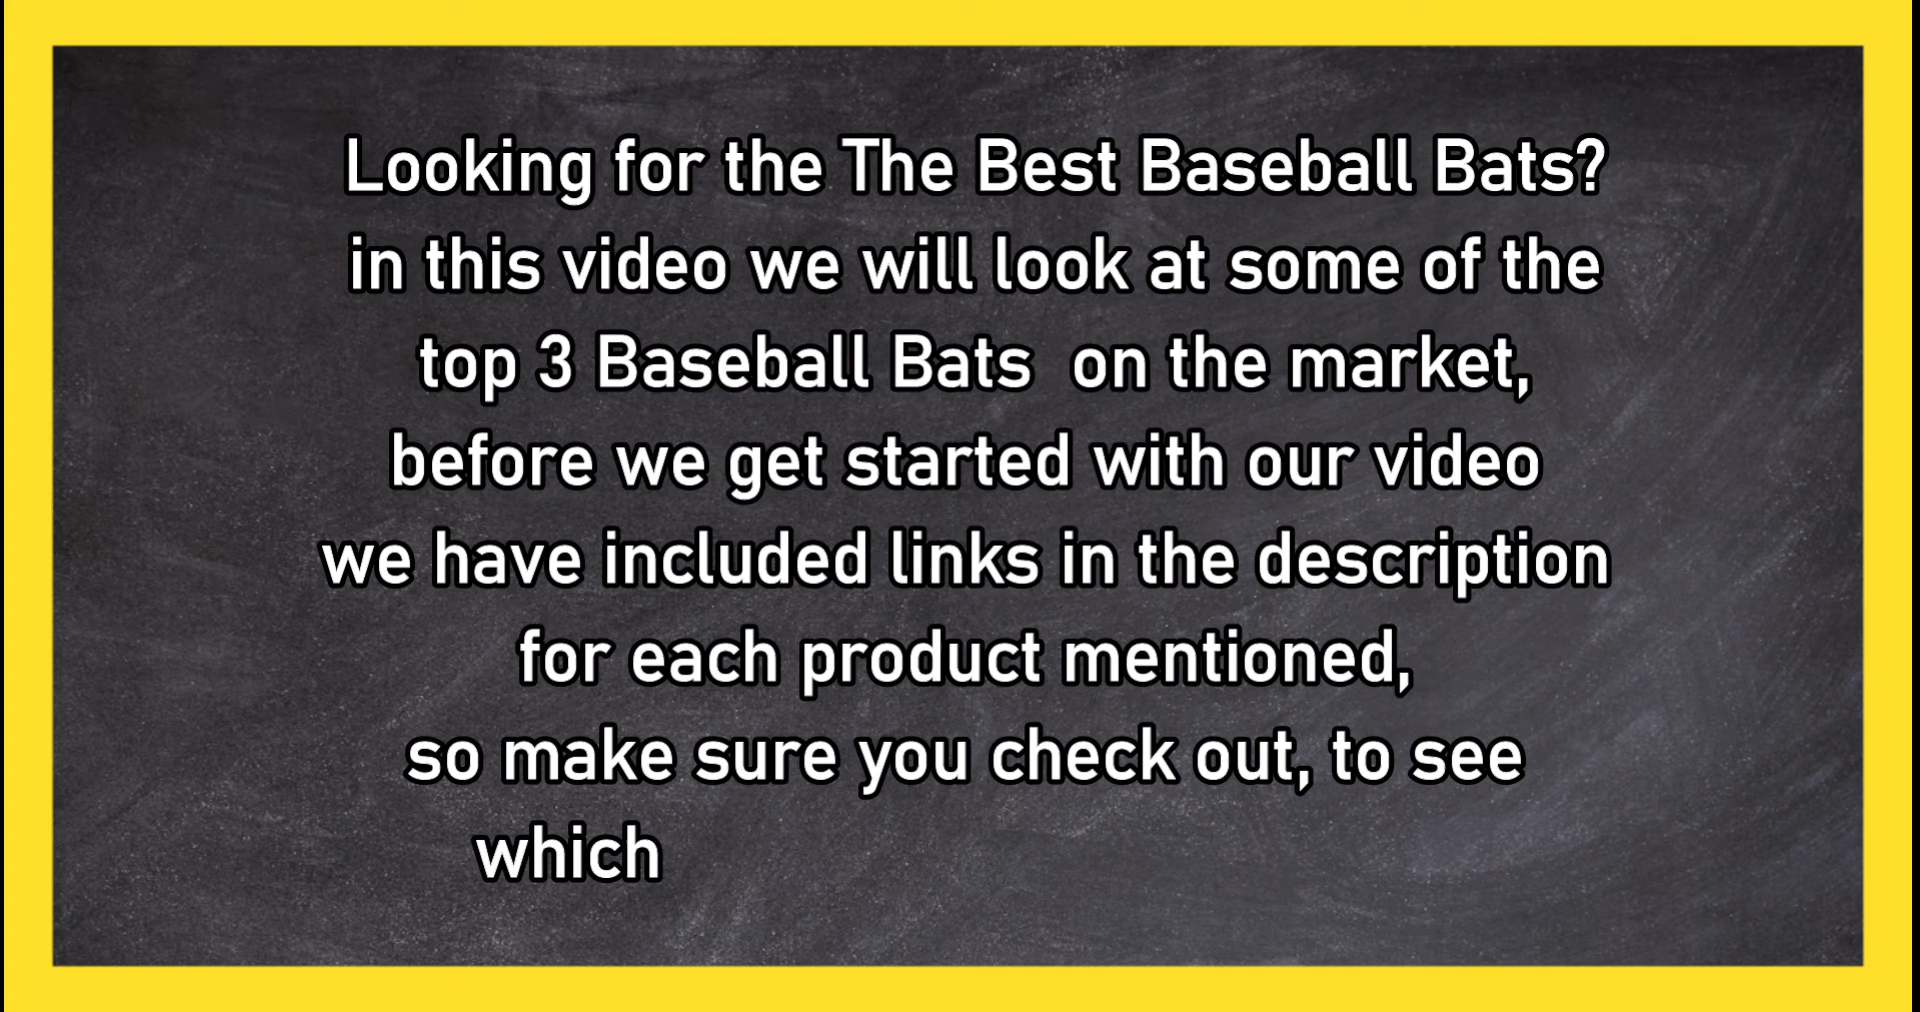 Looking for the The Best Baseball Bats?
in this video we will look at some of the
top 3 Baseball Bats  on the market,
before we get started with our video
we have included links in the description
for each product mentioned,
so make sure you check out, to see
which